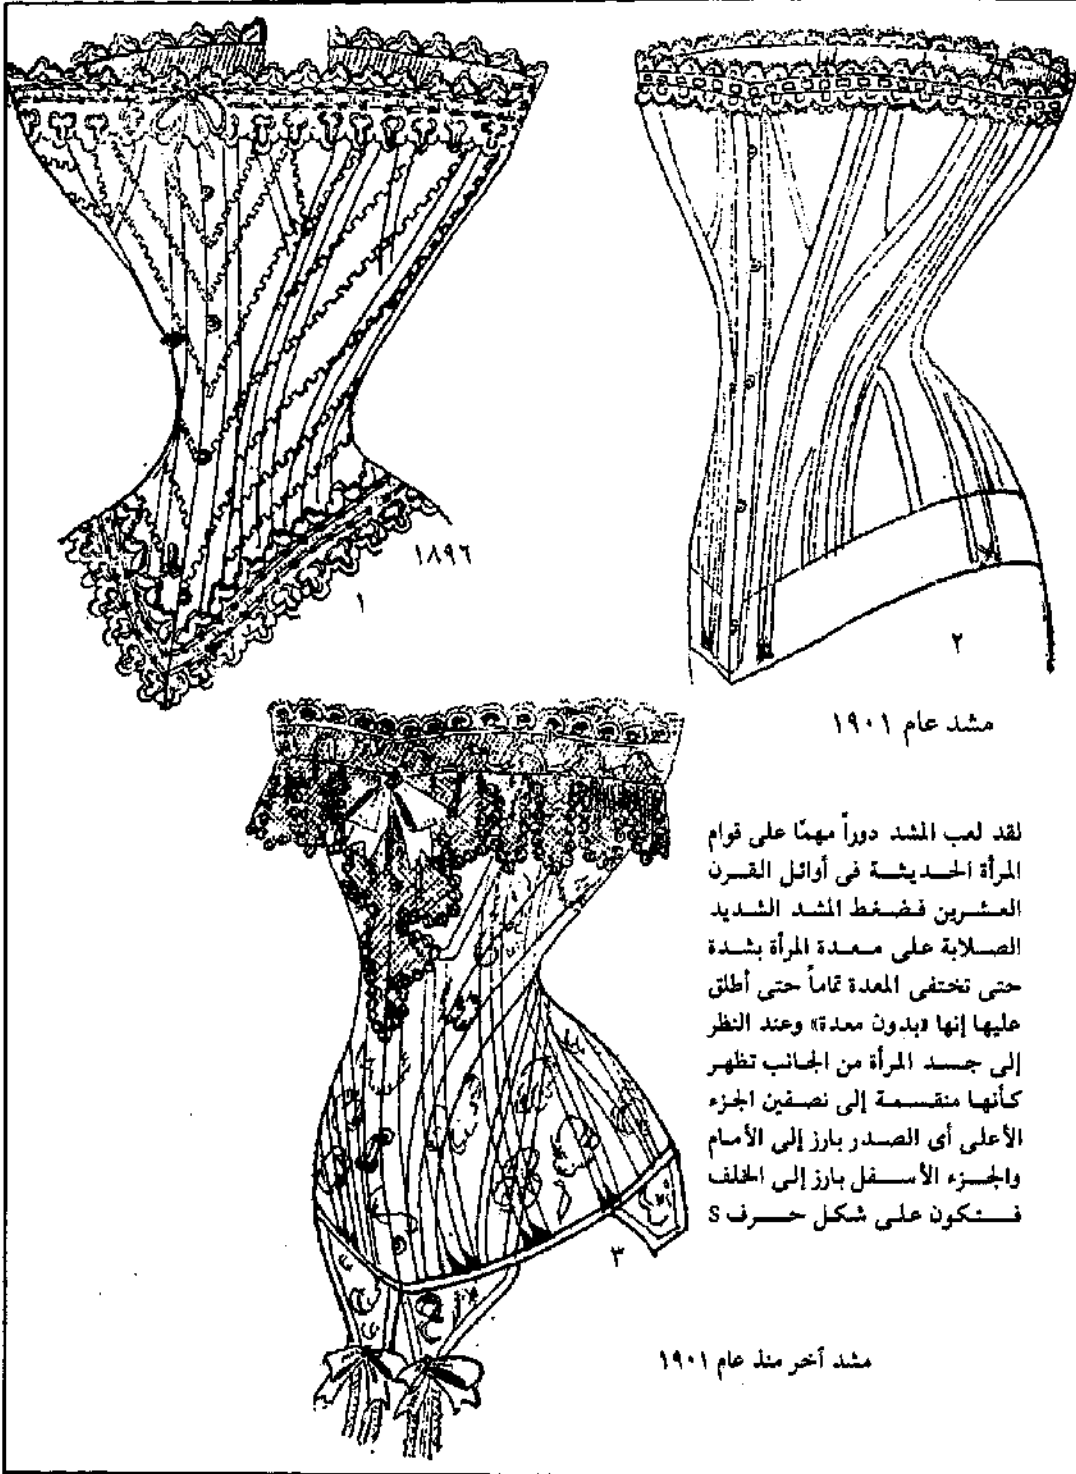 ١٨٩٦
١
٢
مشد عام ١٩٠١
لقد لعب المشد دوراً مهمّا على قوام
المرأة الحديثة فى أوائل القرن
العشرين فضغط المشد الشديد
الصلابة على معدة المرأة بشدة
حتى تختفى المعدة تماماً حتى أطلق
عليها إنها «بدون معدة» وعند النظر
إلى جسد المرأة من الجانب تظهر
كأنها منقسمة إلى نصفين الجزء
الأعلى أى الصدر بارز إلى الأمام
والجزء الأسفل بارز إلى الخلف
فتكون على شكل حرف S
٣
مشد آخر منذ عام ١٩٠١